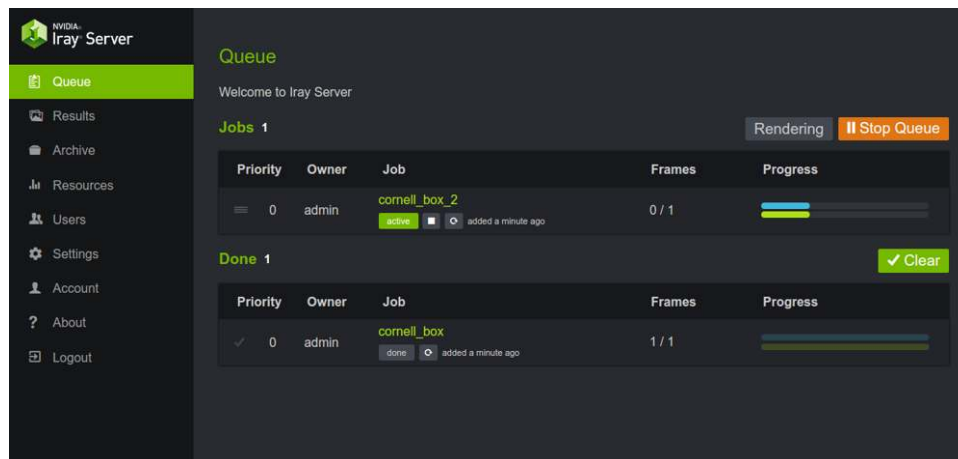 NVIDIA.
Iray Server
Queue
Results
Archive
Resources
Users
Settings
Account
? About
Logout
Queue
Welcome to Iray Server
Jobs 1
Rendering
Stop Queue
Priority Owner Job Frames Progress
0 admin cornell_box_2 0 / 1
active added a minute ago
Done 1
Clear
Priority Owner Job Frames Progress
0 admin cornell_box 1 / 1
done added a minute ago